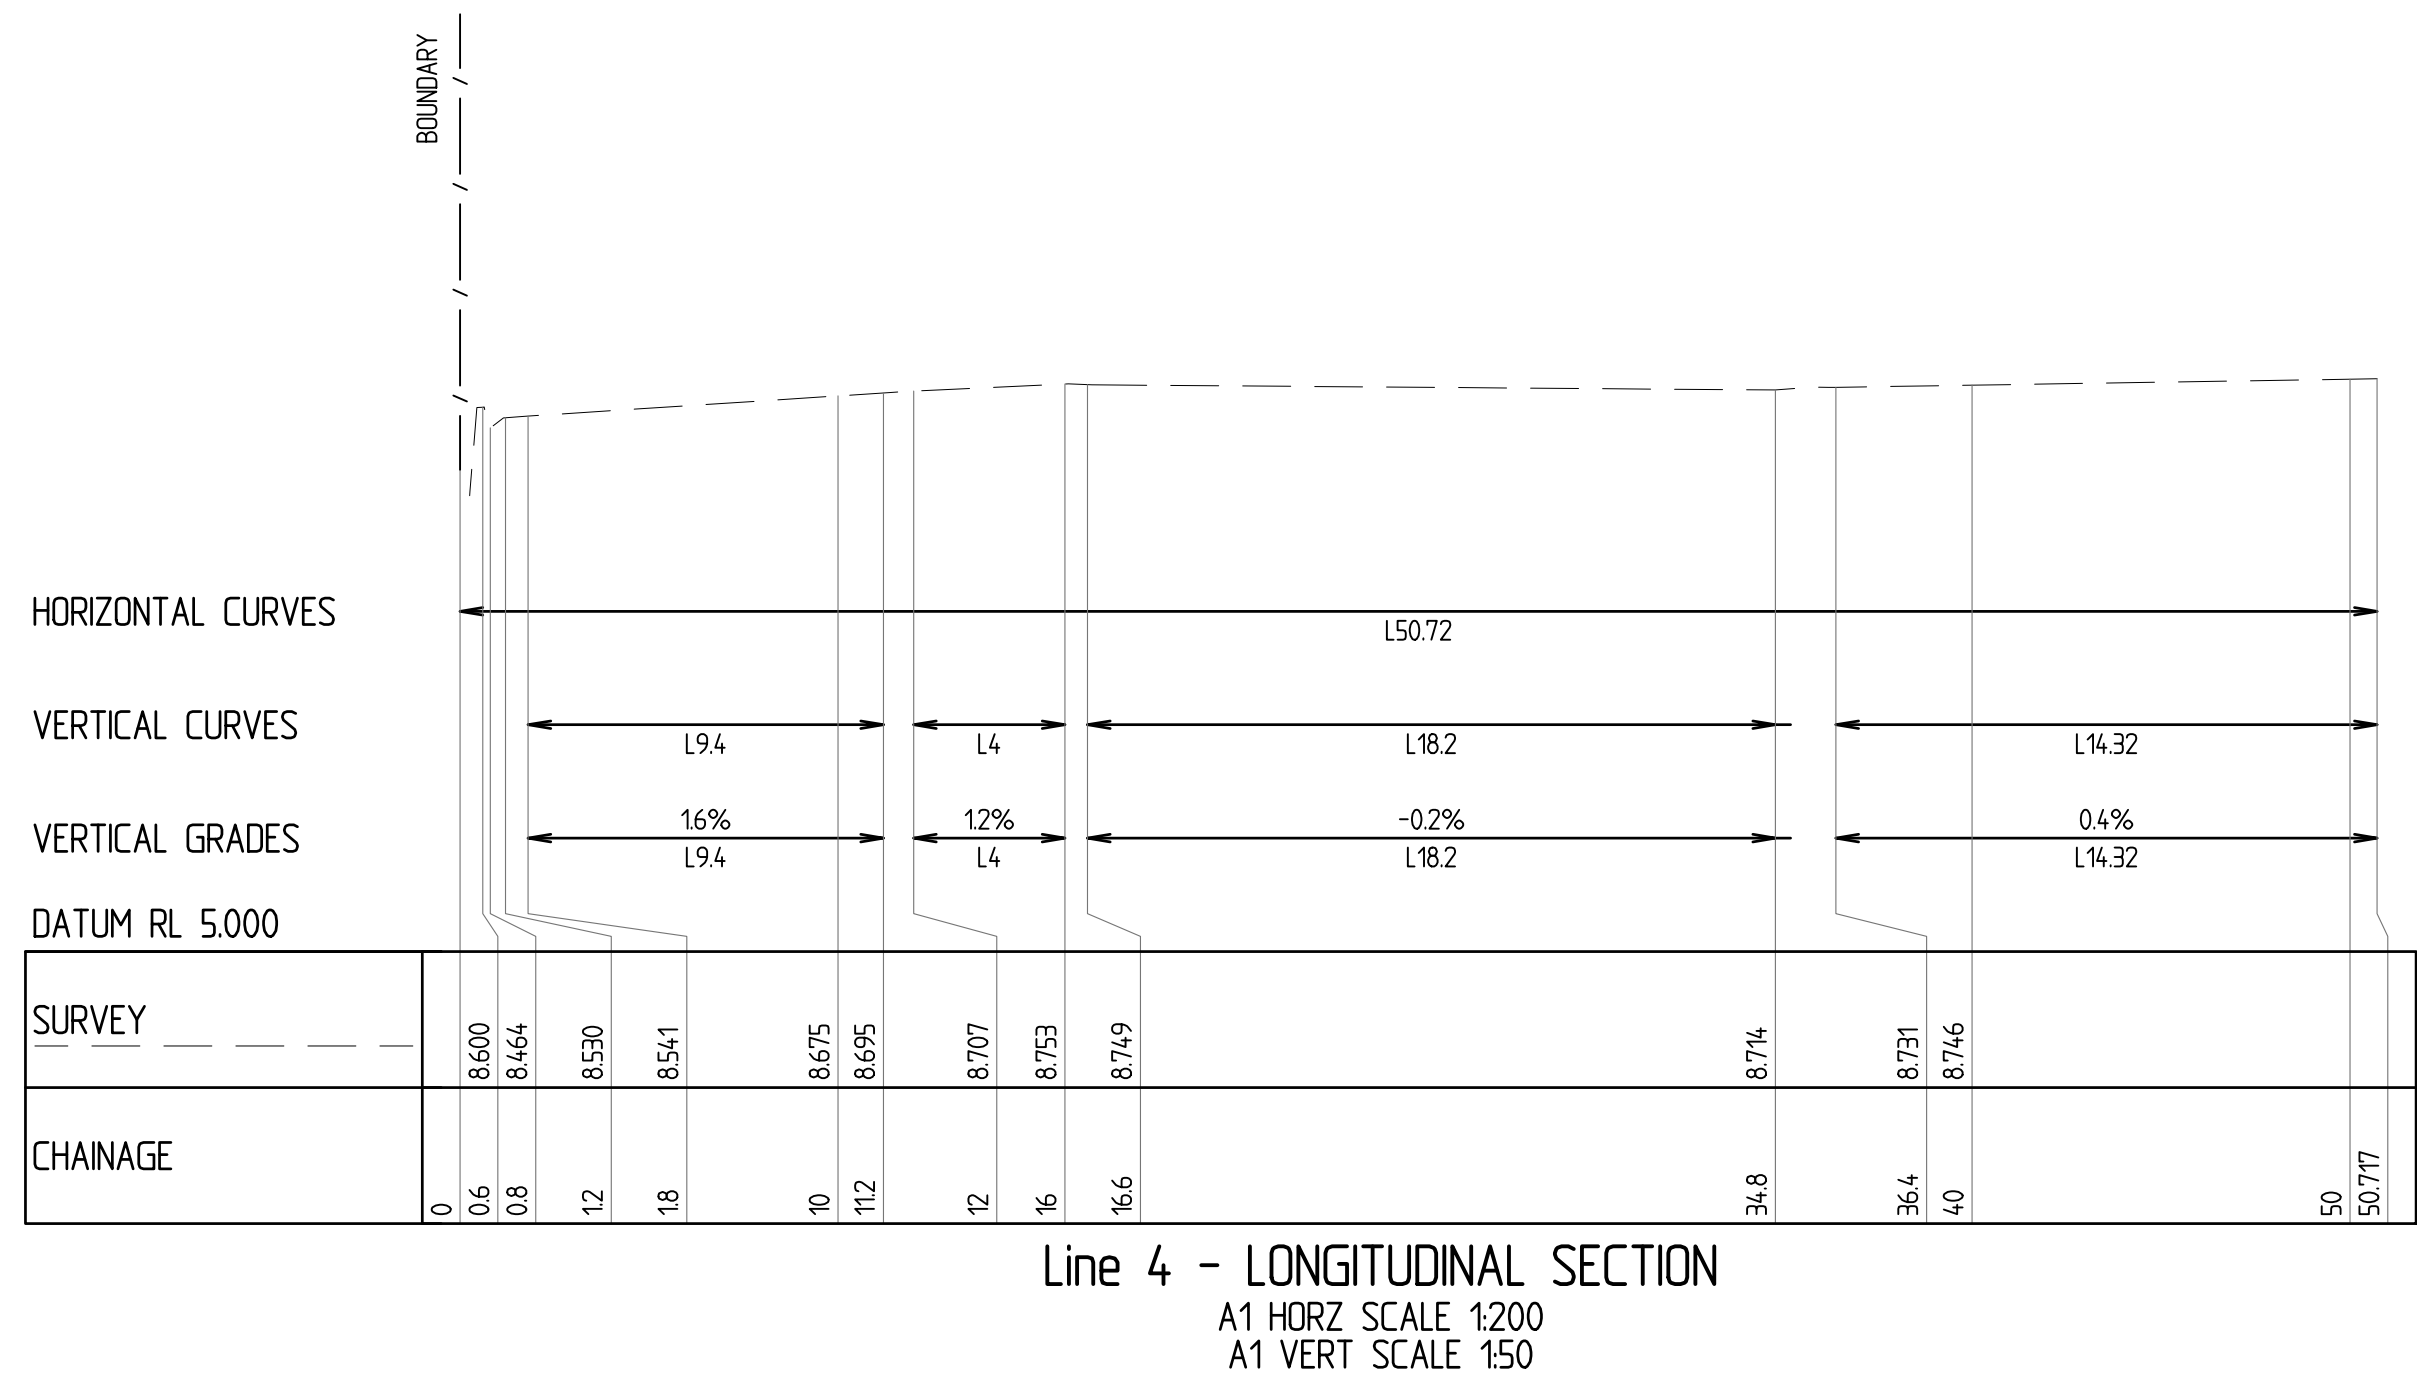 BOUNDARY
HORIZONTAL CURVES
L50.72
VERTICAL CURVES
L9.4 L4 L18.2 L14.32
VERTICAL GRADES
1.6% 1.2% -0.2% 0.4%
L9.4 L4 L18.2 L14.32
DATUM RL 5.000
SURVEY
8.600 8.464 8.530 8.541 8.675 8.695 8.707 8.753 8.749 8.714 8.731 8.746
CHAINAGE
0 0.6 0.8 1.2 1.8 10 11.2 12 16 16.6 34.8 36.4 40 50 50.717
Line 4 - LONGITUDINAL SECTION
A1 HORZ SCALE 1:200
A1 VERT SCALE 1:50